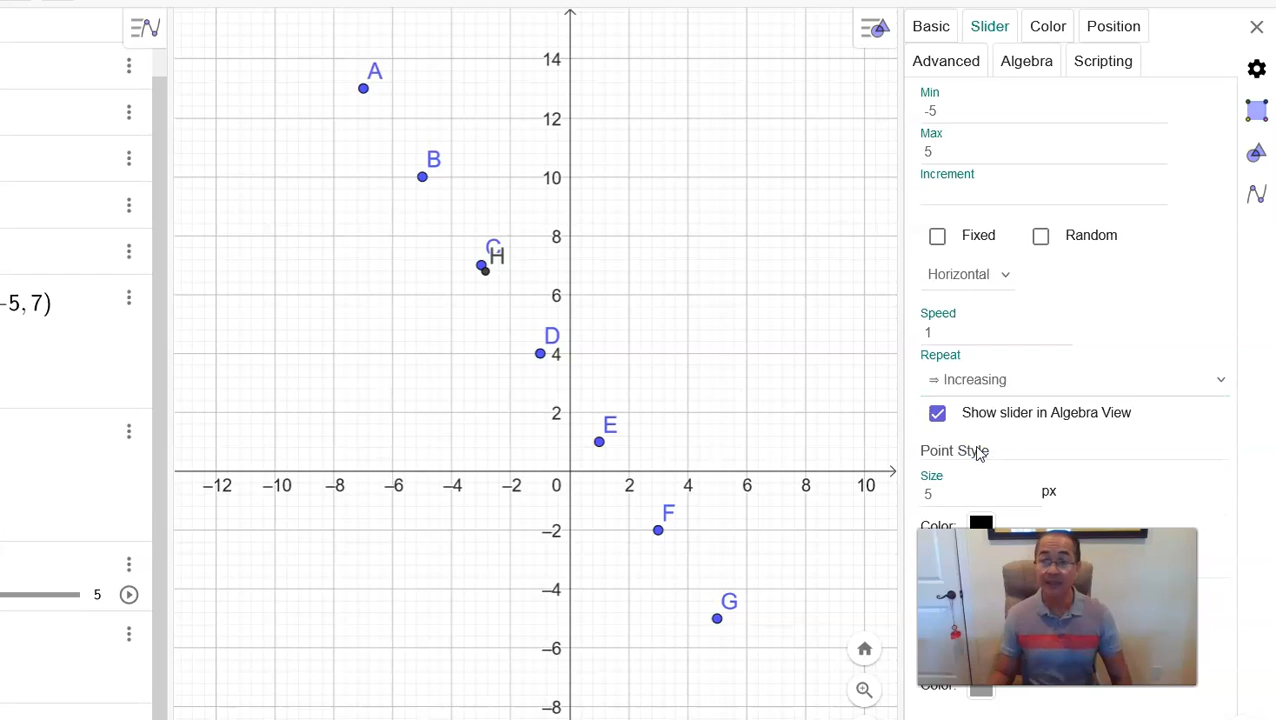 Basic Slider Color Position
Advanced Algebra Scripting
Min
-5
Max
5
Increment
Fixed Random
Horizontal
Speed
1
Repeat
⇒ Increasing
Show slider in Algebra View
Point Style
Size
5 px
Color:
Color:
-5, 7)
5
A
B
C
H
D
E
F
G
14
12
10
8
6
4
2
–12 –10 –8 –6 –4 –2 0 2 4 6 8 10
–2
–4
–6
–8